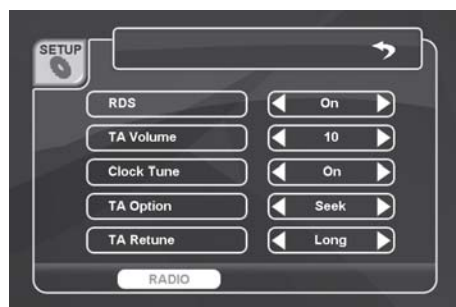 SETUP
RDS On
TA Volume 10
Clock Tune On
TA Option Seek
TA Retune Long
RADIO